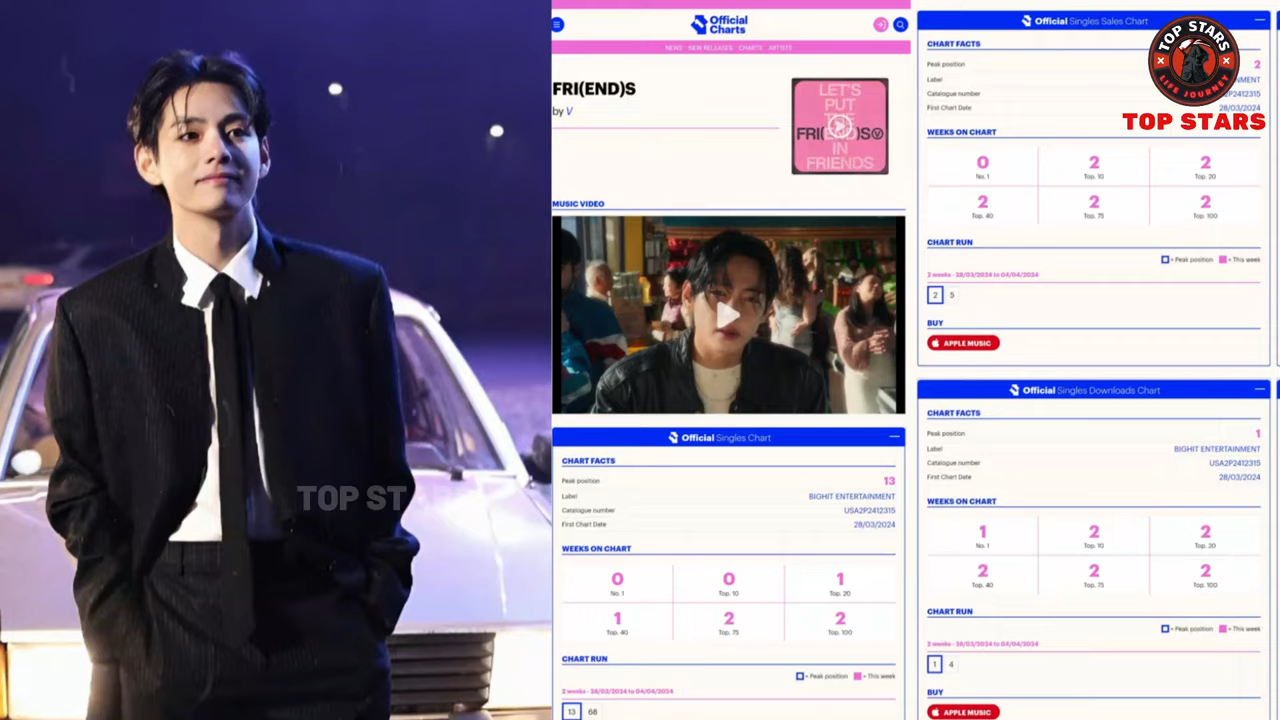 TOP ST
Official
Charts
NEWS NEW RELEASES CHARTS ARTISTS
FRI(END)S
by V
LET'S
PUT
FRI( )S V
IN
FRIENDS
MUSIC VIDEO
Official Singles Chart
CHART FACTS
Peak position 13
Label BIGHIT ENTERTAINMENT
Catalogue number USA2P2412315
First Chart Date 28/03/2024
WEEKS ON CHART
0 0 1
No. 1 Top. 10 Top. 20
1 2 2
Top. 40 Top. 75 Top. 100
CHART RUN
= Peak position = This week
2 weeks - 28/03/2024 to 04/04/2024
13 68
Official Singles Sales Chart
CHART FACTS
Peak position 2
Label NMENT
Catalogue number P2412315
First Chart Date 28/03/2024
WEEKS ON CHART
0 2 2
No. 1 Top. 10 Top. 20
2 2 2
Top. 40 Top. 75 Top. 100
CHART RUN
= Peak position = This week
2 weeks - 28/03/2024 to 04/04/2024
2 5
BUY
APPLE MUSIC
Official Singles Downloads Chart
CHART FACTS
Peak position 1
Label BIGHIT ENTERTAINMENT
Catalogue number USA2P2412315
First Chart Date 28/03/2024
WEEKS ON CHART
1 2 2
No. 1 Top. 10 Top. 20
2 2 2
Top. 40 Top. 75 Top. 100
CHART RUN
= Peak position = This week
2 weeks - 28/03/2024 to 04/04/2024
1 4
BUY
APPLE MUSIC
TOP STARS
LIFE JOURNEY
TOP STARS